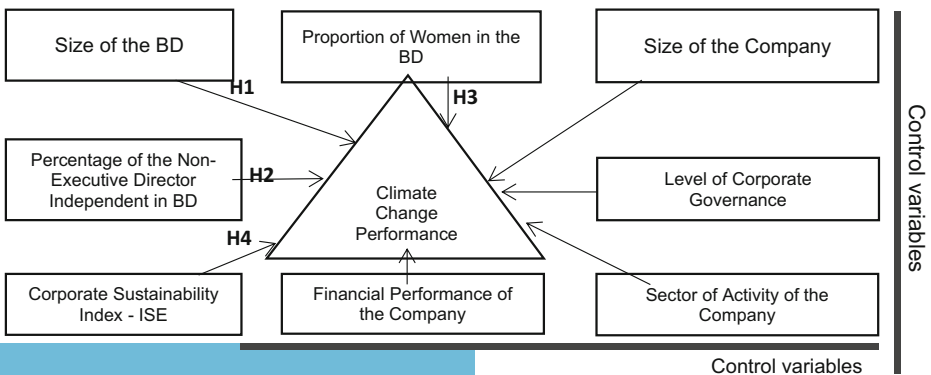 Size of the BD
Proportion of Women in the
BD
Size of the Company
H1
H3
Percentage of the Non-
Executive Director
Independent in BD
H2
Climate
Change
Performance
Level of Corporate
Governance
H4
Corporate Sustainability
Index - ISE
Financial Performance of
the Company
Sector of Activity of the
Company
Control variables
Control variables